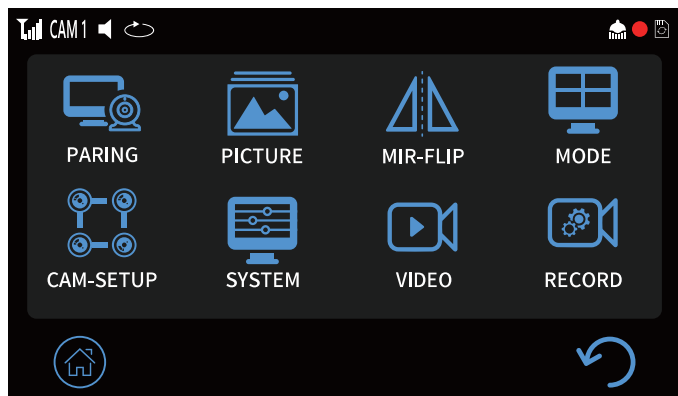 CAM 1
PARING PICTURE MIR-FLIP MODE
CAM-SETUP SYSTEM VIDEO RECORD